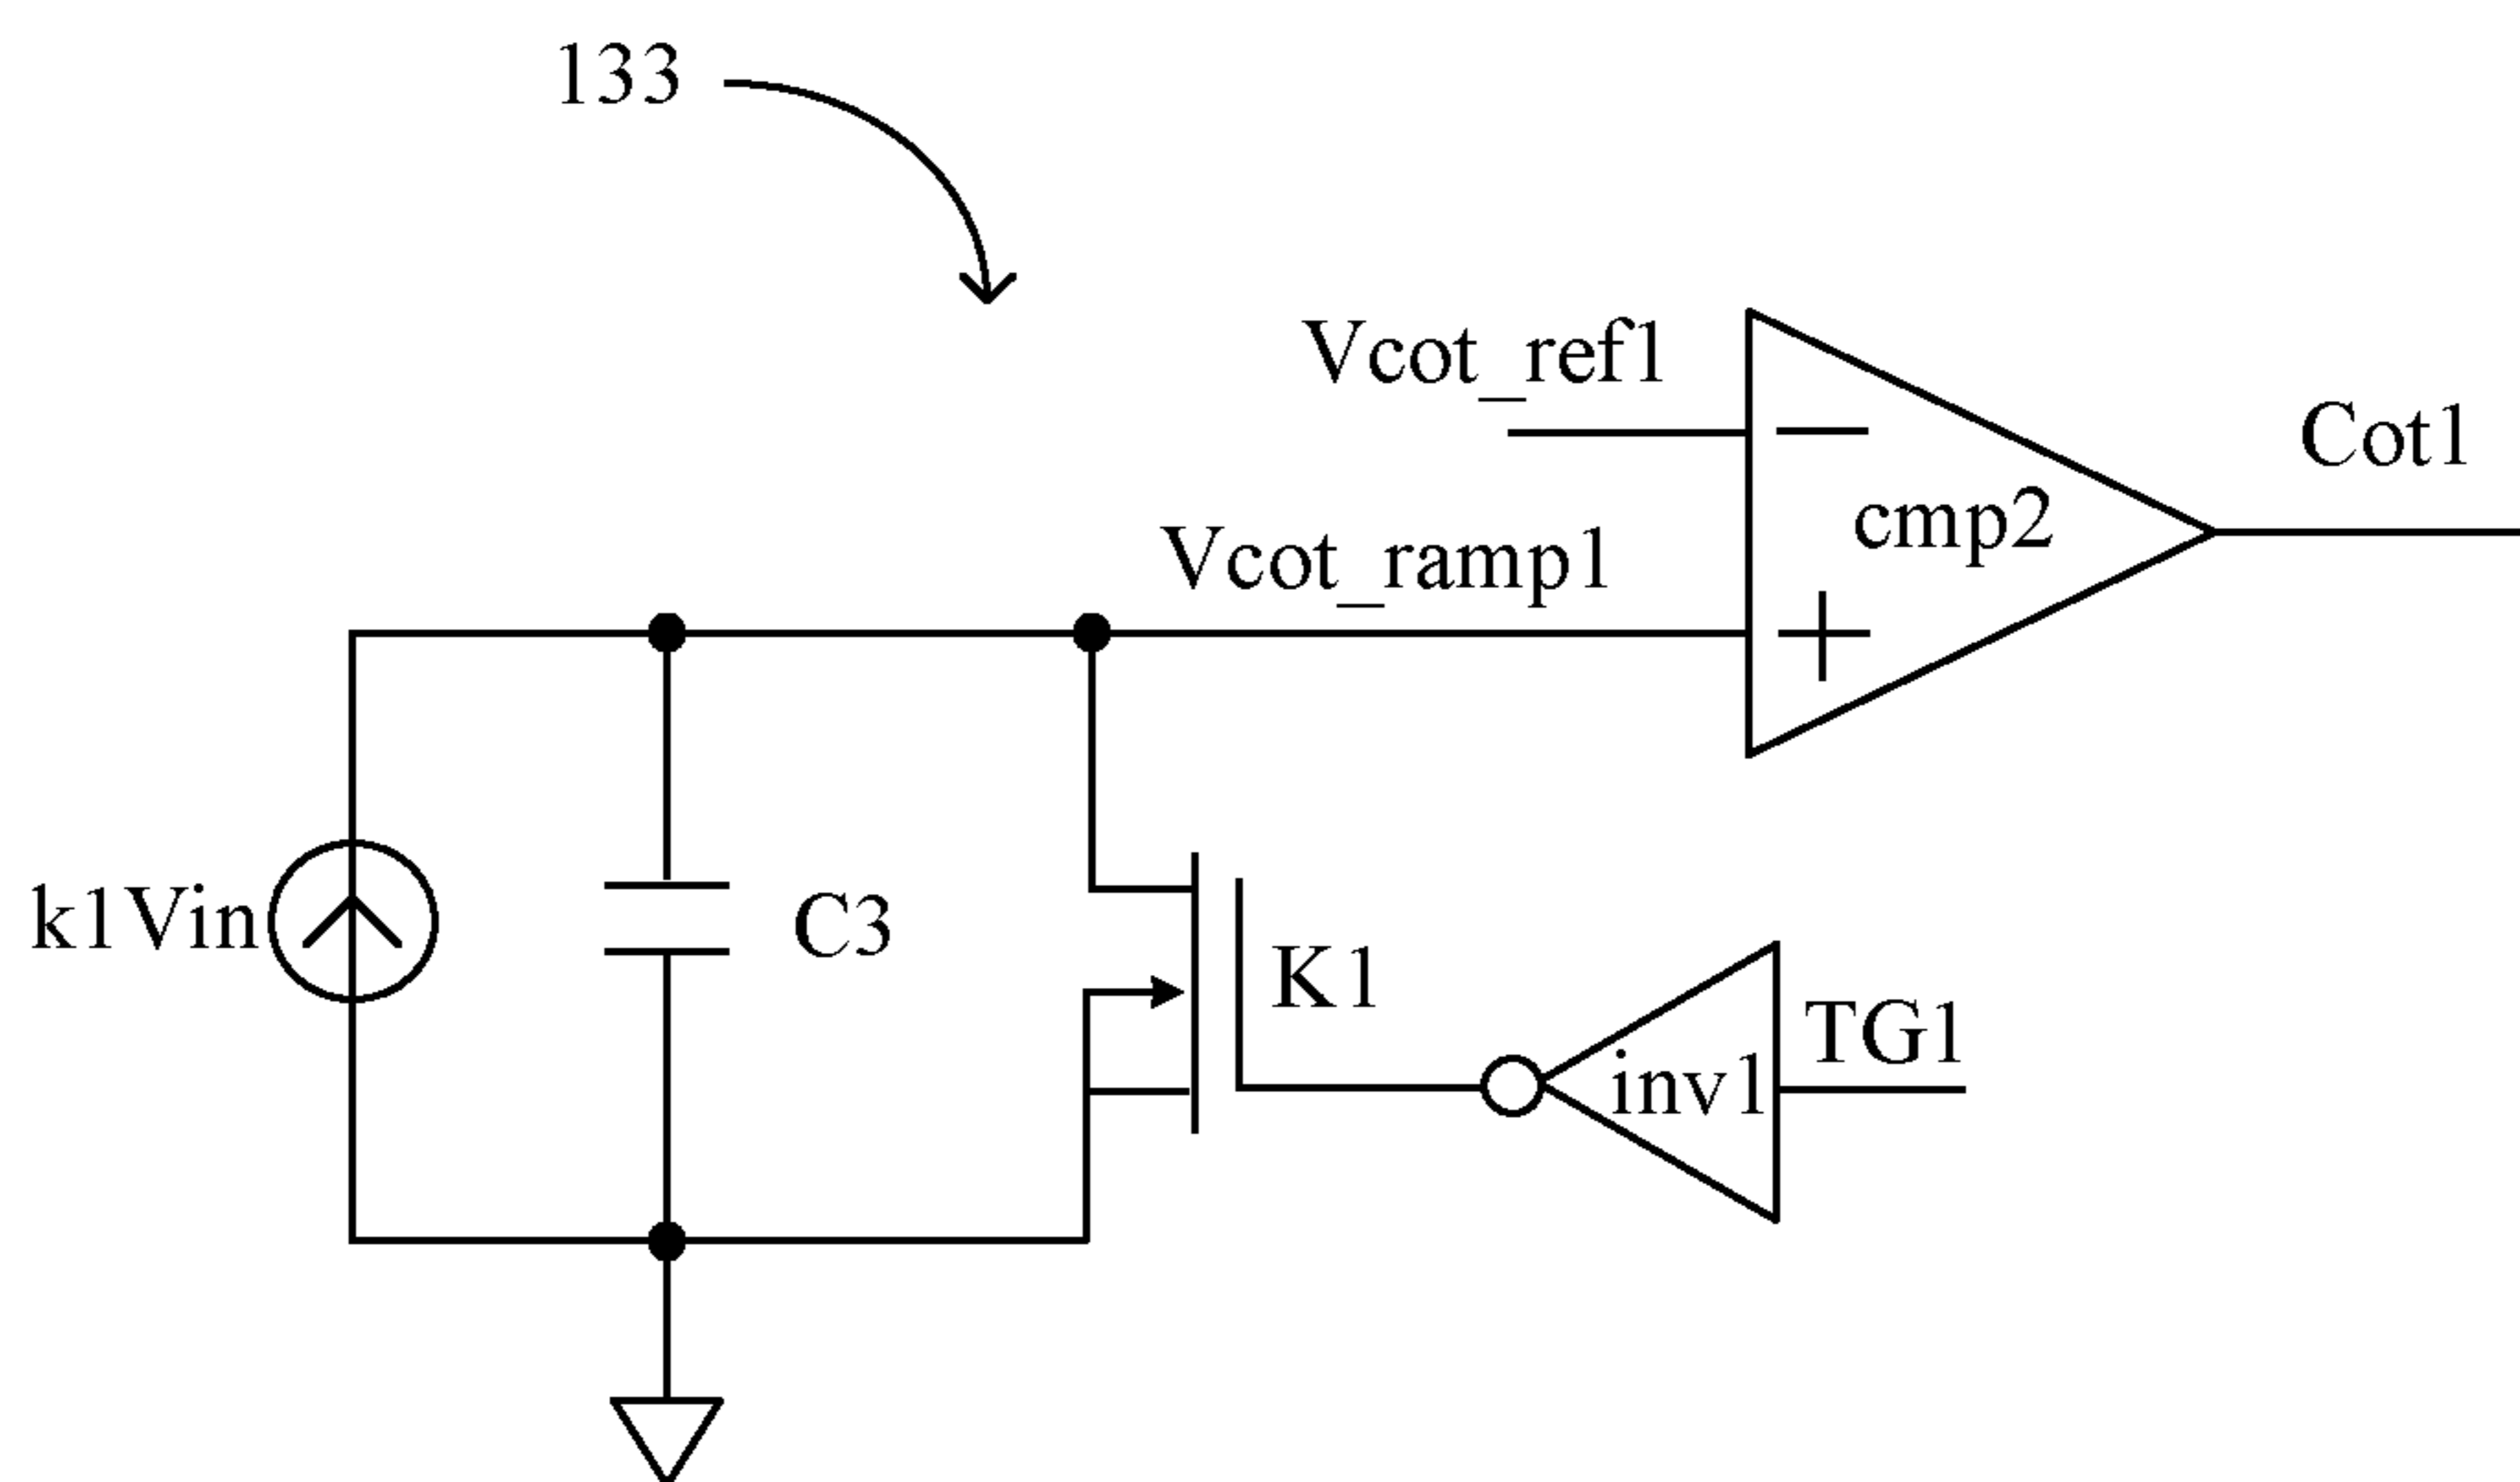 133
Vcot_ref1
Cot1
cmp2
Vcot_ramp1
k1Vin
C3
K1
TG1
inv1